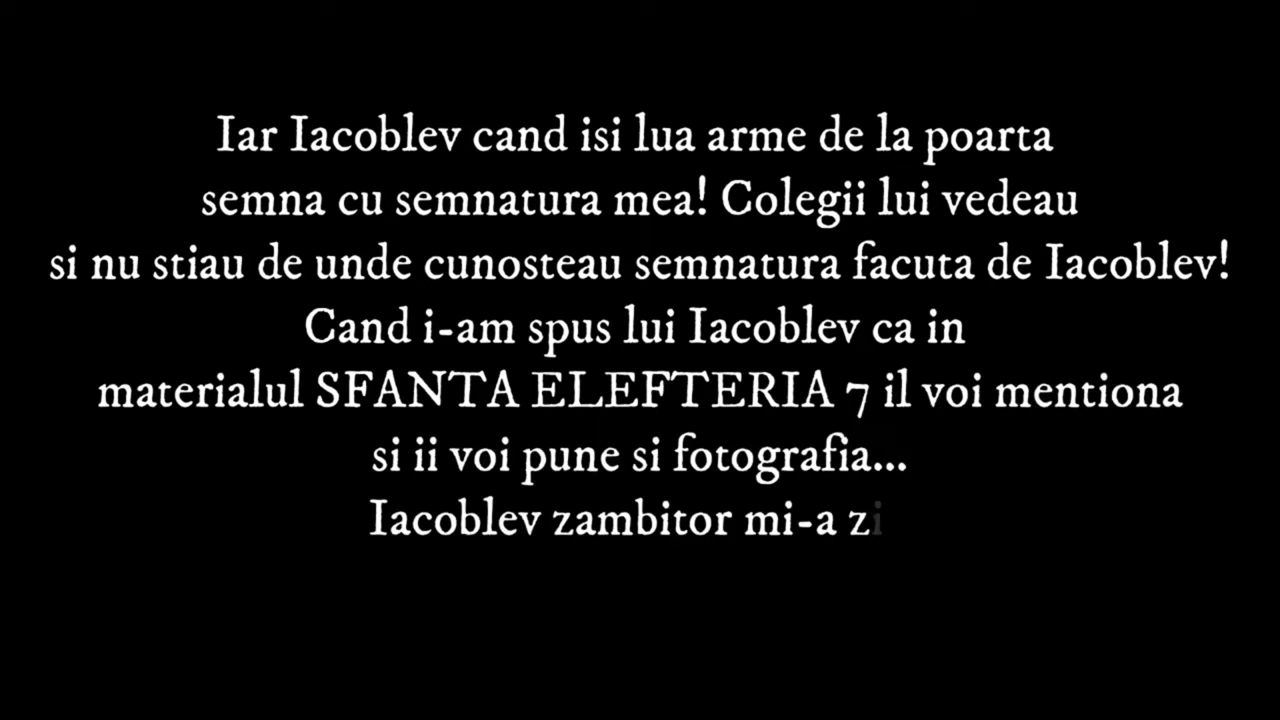 Iar Iacoblev cand isi lua arme de la poarta
semna cu semnatura mea! Colegii lui vedeau
si nu stiau de unde cunosteau semnatura facuta de Iacoblev!
Cand i-am spus lui Iacoblev ca in
materialul SFANTA ELEFTERIA 7 il voi mentiona
si ii voi pune si fotografia...
Iacoblev zambitor mi-a zi